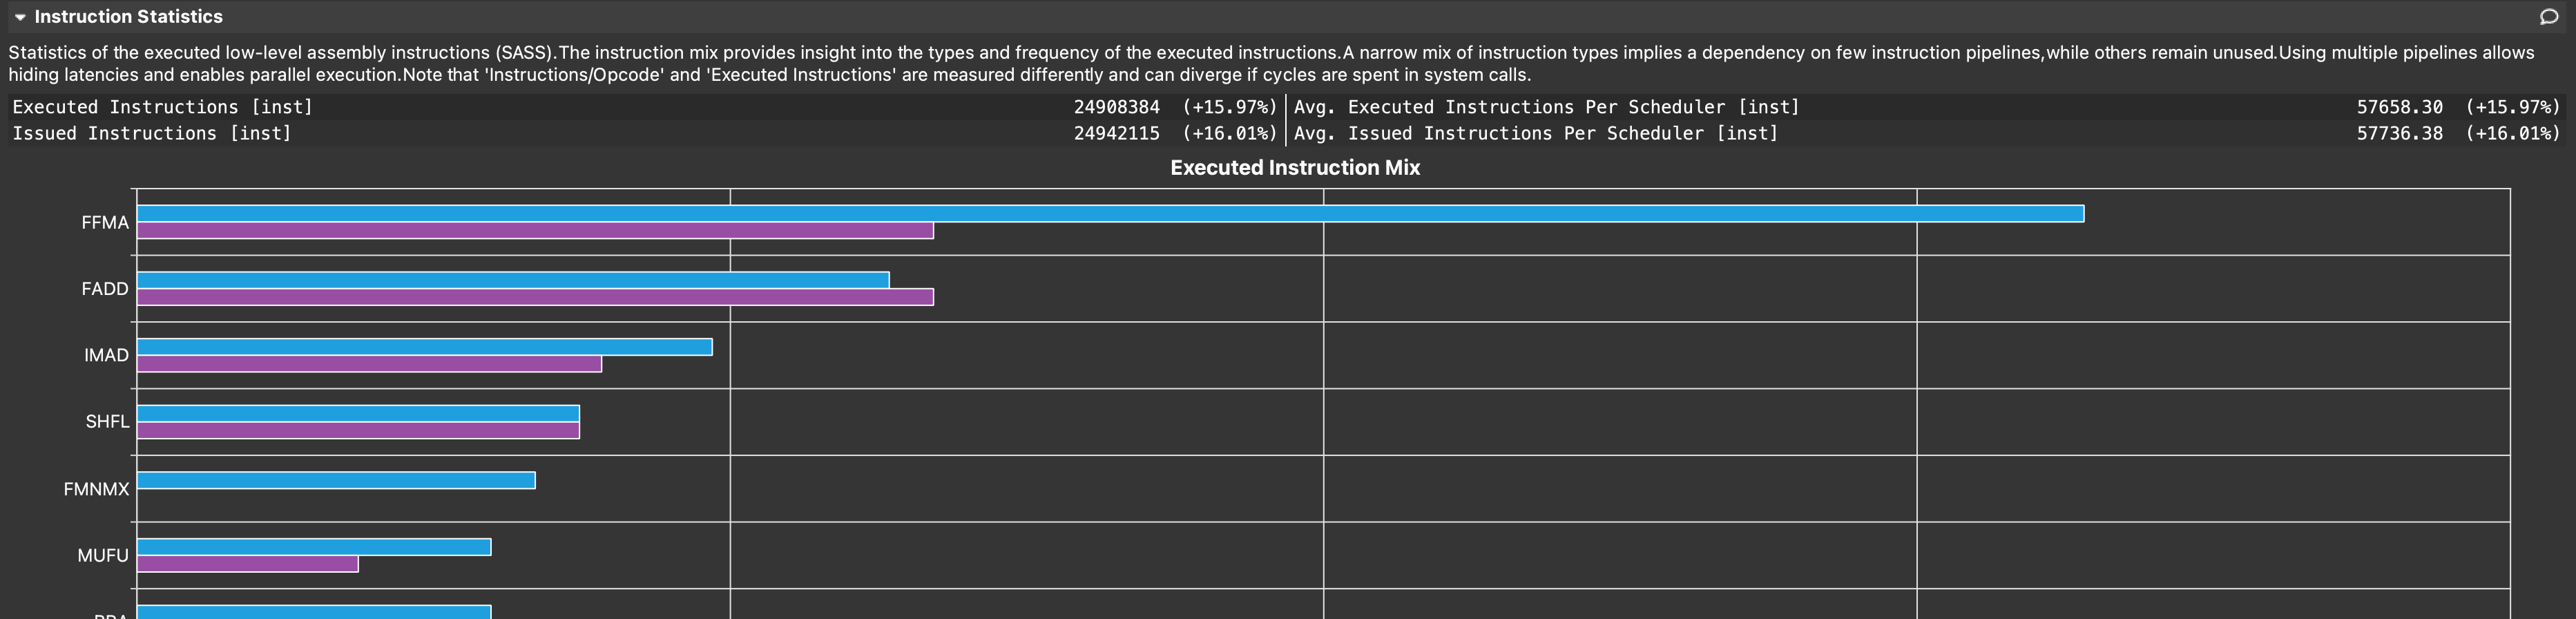 Instruction Statistics
Statistics of the executed low-level assembly instructions (SASS).The instruction mix provides insight into the types and frequency of the executed instructions.A narrow mix of instruction types implies a dependency on few instruction pipelines,while others remain unused.Using multiple pipelines allows
hiding latencies and enables parallel execution.Note that 'Instructions/Opcode' and 'Executed Instructions' are measured differently and can diverge if cycles are spent in system calls.
Executed Instructions [inst] 24908384 (+15.97%) Avg. Executed Instructions Per Scheduler [inst] 57658.30 (+15.97%)
Issued Instructions [inst] 24942115 (+16.01%) Avg. Issued Instructions Per Scheduler [inst] 57736.38 (+16.01%)
Executed Instruction Mix
FFMA
FADD
IMAD
SHFL
FMNMX
MUFU